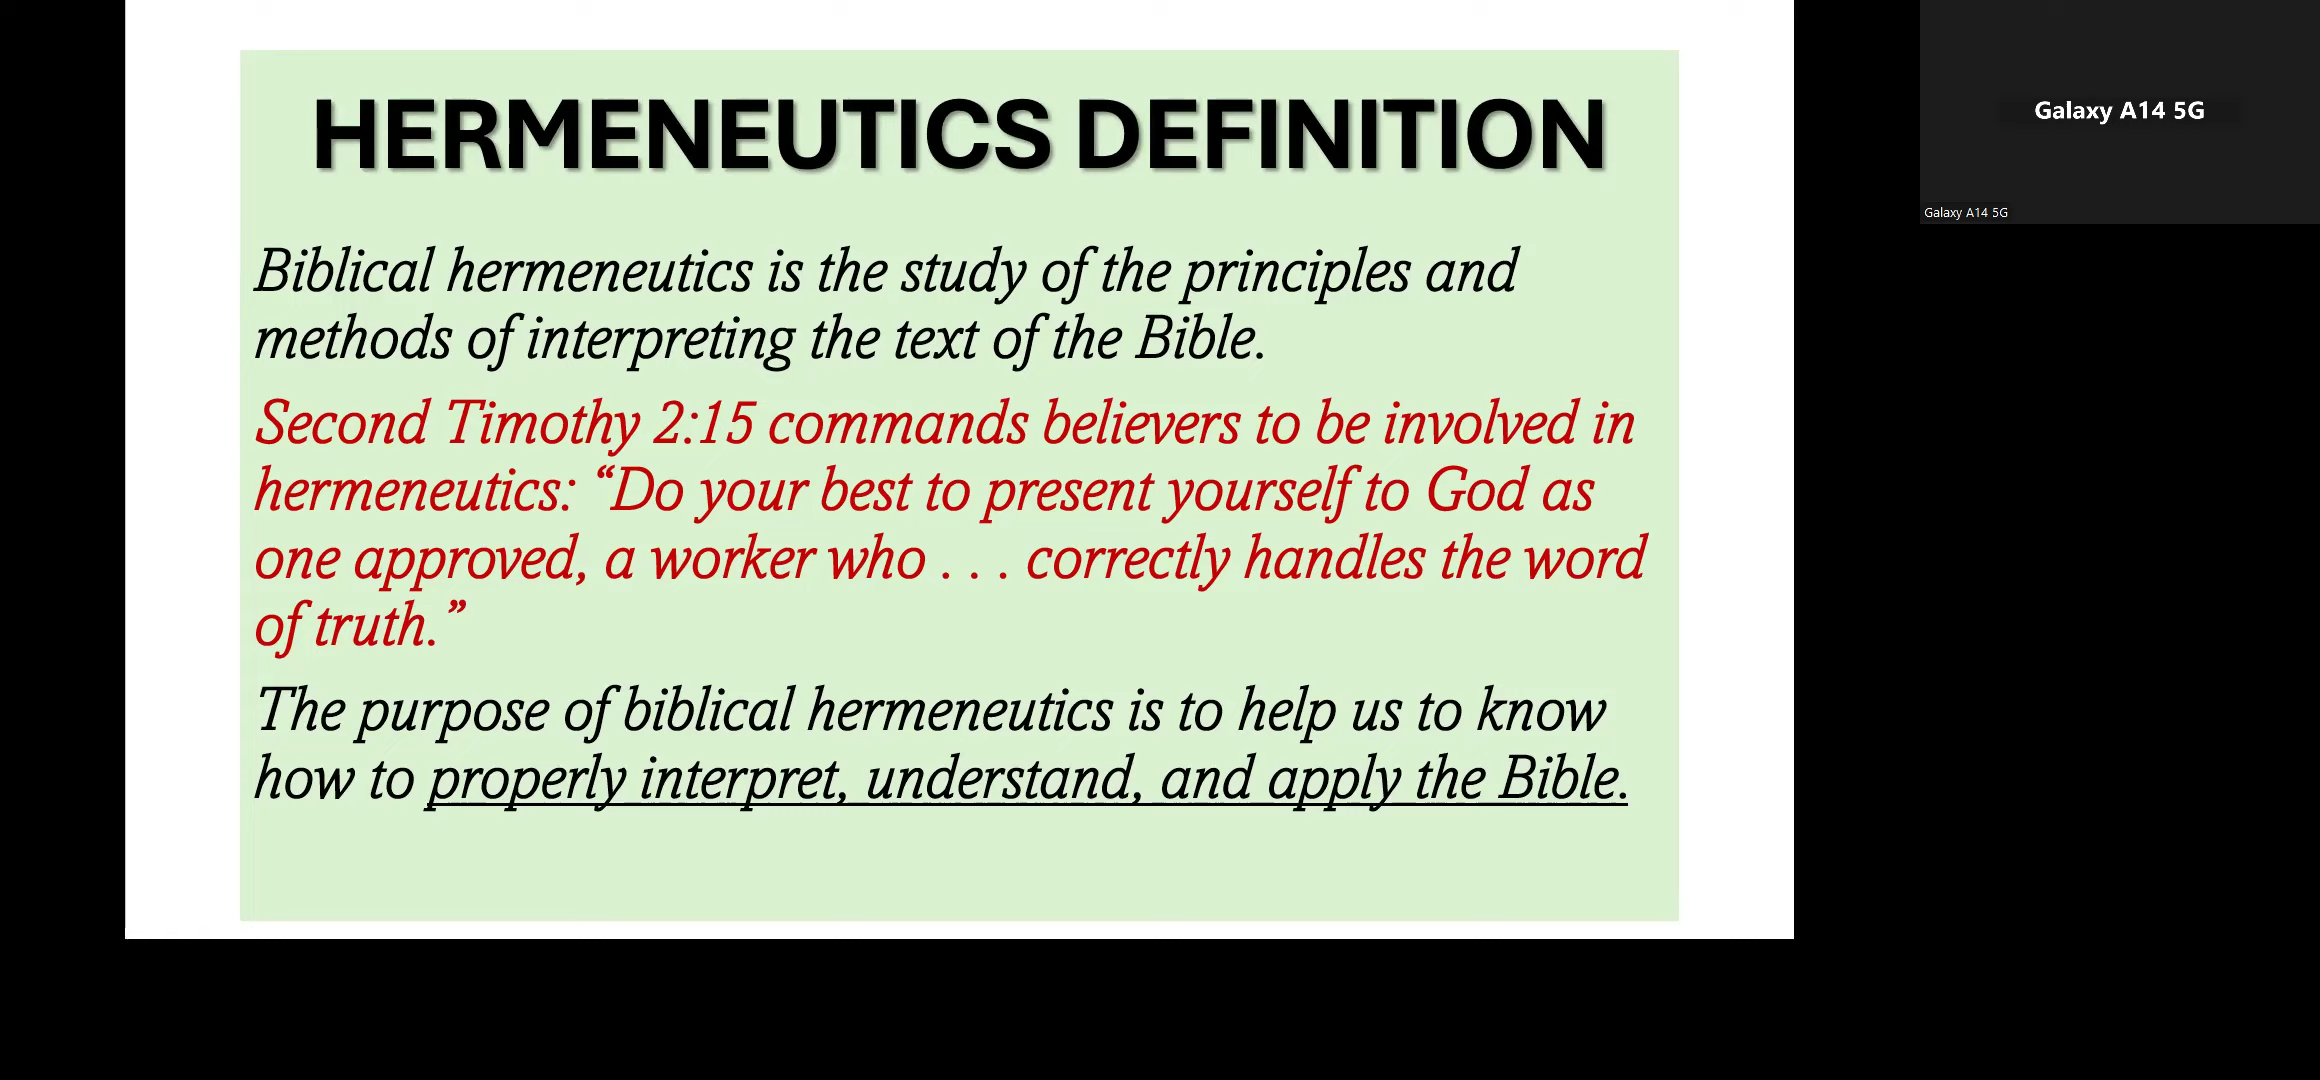 HERMENEUTICS DEFINITION
Biblical hermeneutics is the study of the principles and
methods of interpreting the text of the Bible.
Second Timothy 2:15 commands believers to be involved in
hermeneutics: “Do your best to present yourself to God as
one approved, a worker who . . . correctly handles the word
of truth.”
The purpose of biblical hermeneutics is to help us to know
how to properly interpret, understand, and apply the Bible.
Galaxy A14 5G
Galaxy A14 5G